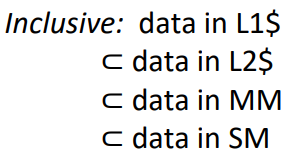 Inclusive: data in L1$
⊂ data in L2$
⊂ data in MM
⊂ data in SM